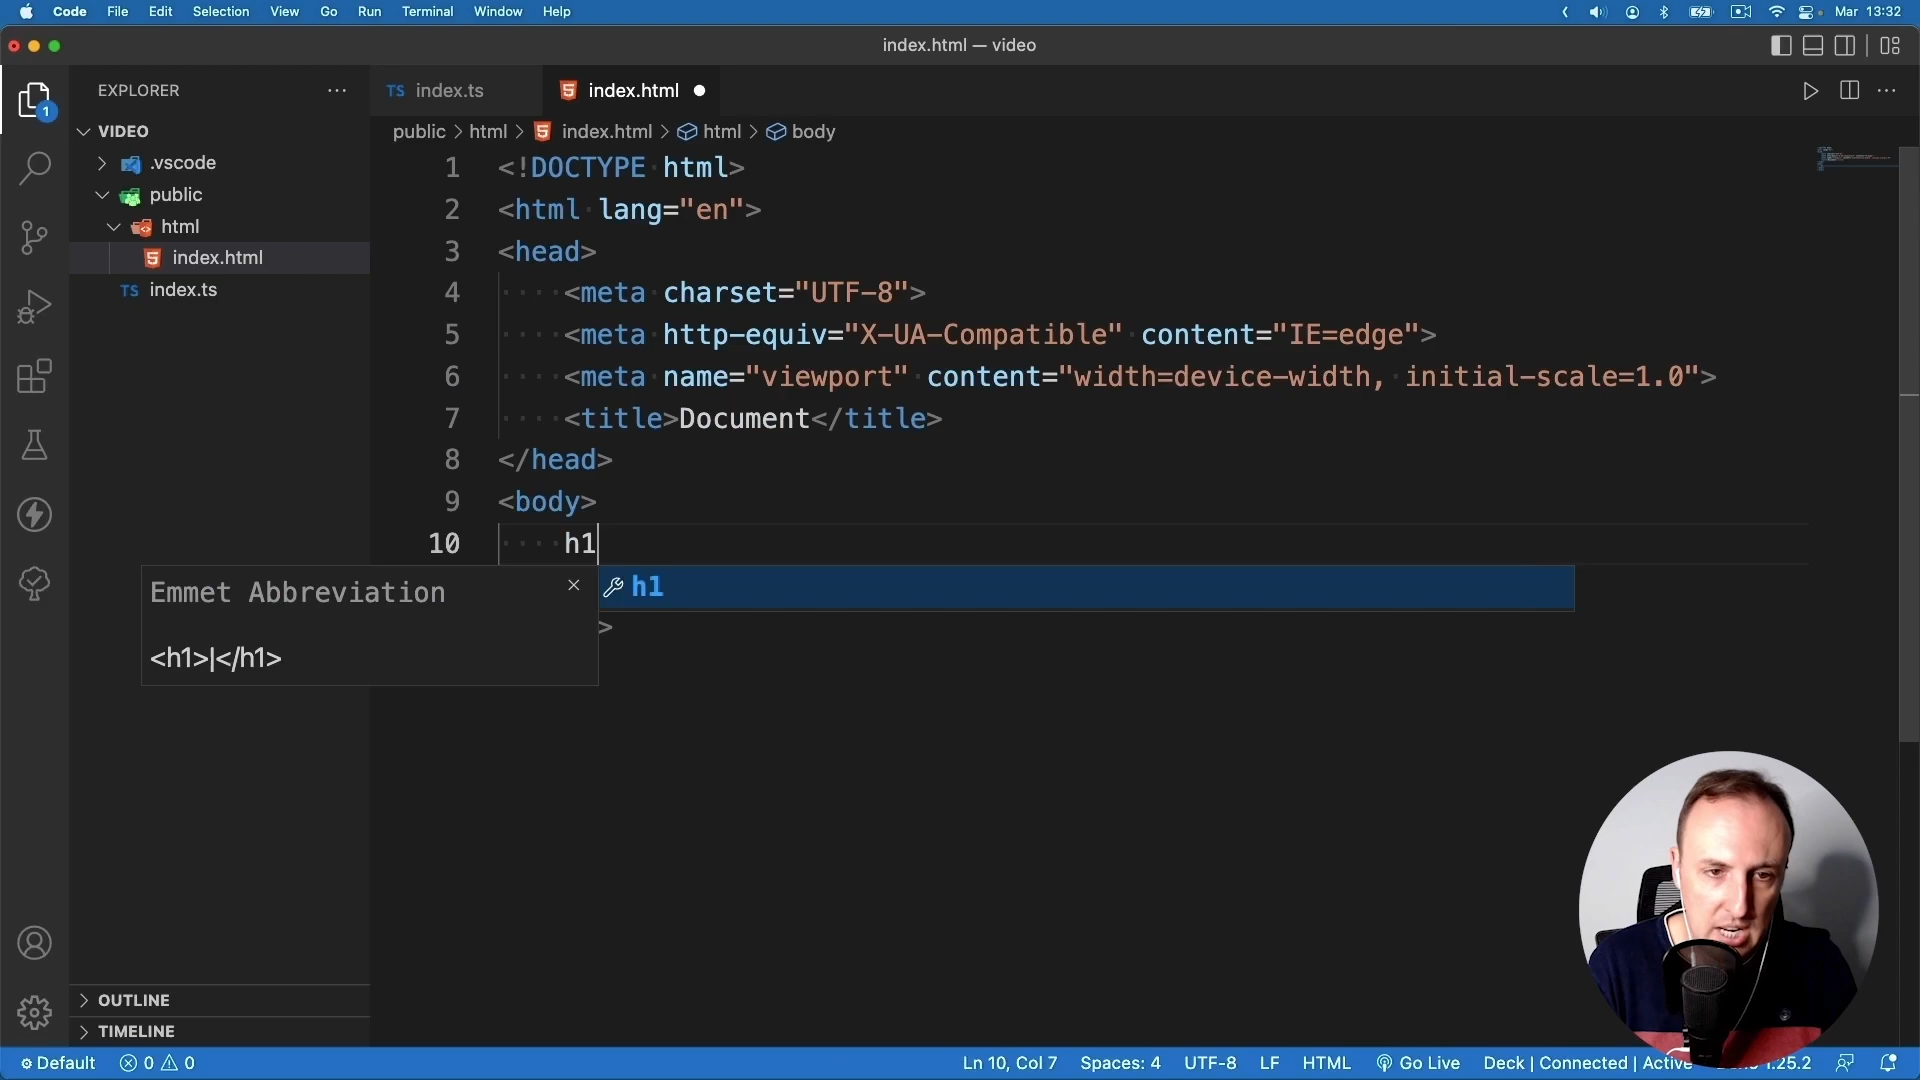 Code File Edit Selection View Go Run Terminal Window Help Mar 13:32
index.html — video
EXPLORER
TS index.ts
index.html
public > html > index.html > html > body
VIDEO
.vscode
public
html
index.html
TS index.ts
1 <!DOCTYPE html>
2 <html lang="en">
3 <head>
4 <meta charset="UTF-8">
5 <meta http-equiv="X-UA-Compatible" content="IE=edge">
6 <meta name="viewport" content="width=device-width, initial-scale=1.0">
7 <title>Document</title>
8 </head>
9 <body>
10 h1
h1
>
Emmet Abbreviation
<h1>|</h1>
OUTLINE
TIMELINE
Default 0 0 Ln 10, Col 7 Spaces: 4 UTF-8 LF HTML Go Live Deck | Connected | Active 1.25.2